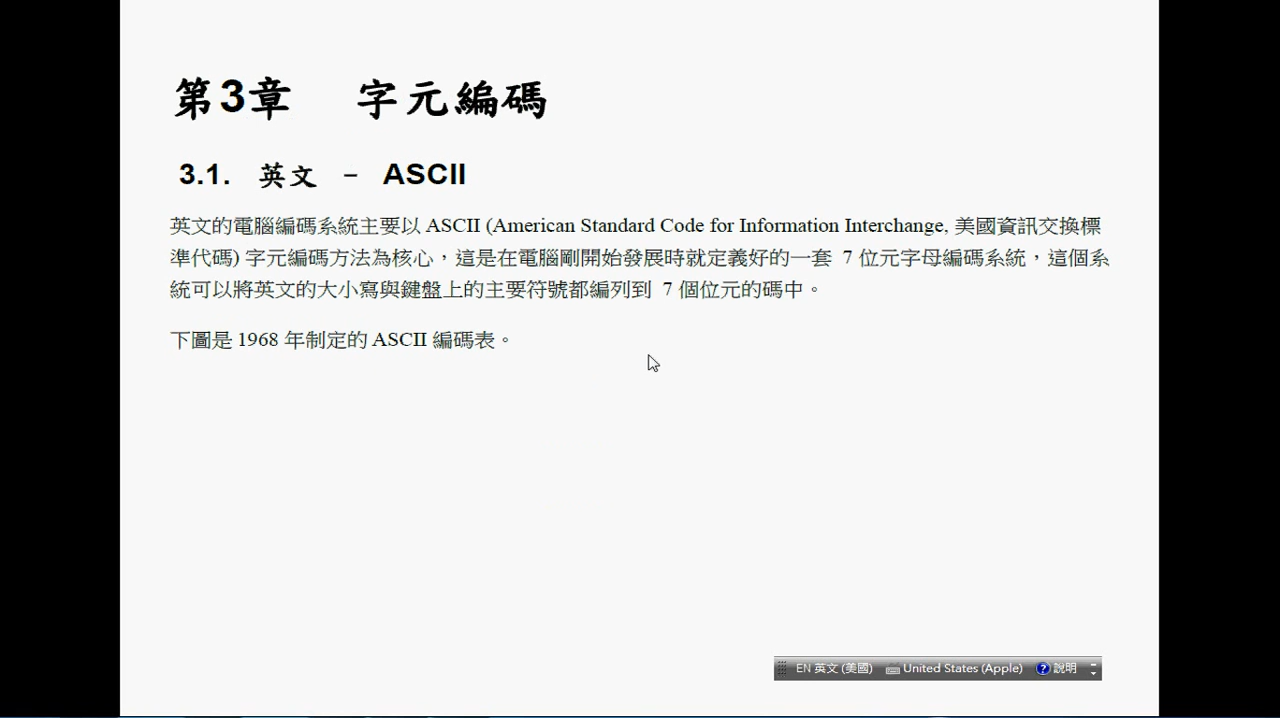 第3章 字元編碼
3.1. 英文 - ASCII
英文的電腦編碼系統主要以 ASCII (American Standard Code for Information Interchange, 美國資訊交換標
準代碼) 字元編碼方法為核心，這是在電腦剛開始發展時就定義好的一套 7 位元字母編碼系統，這個系
統可以將英文的大小寫與鍵盤上的主要符號都編列到 7 個位元的碼中。
下圖是 1968 年制定的 ASCII 編碼表。
EN 英文 (美國) United States (Apple) ? 說明